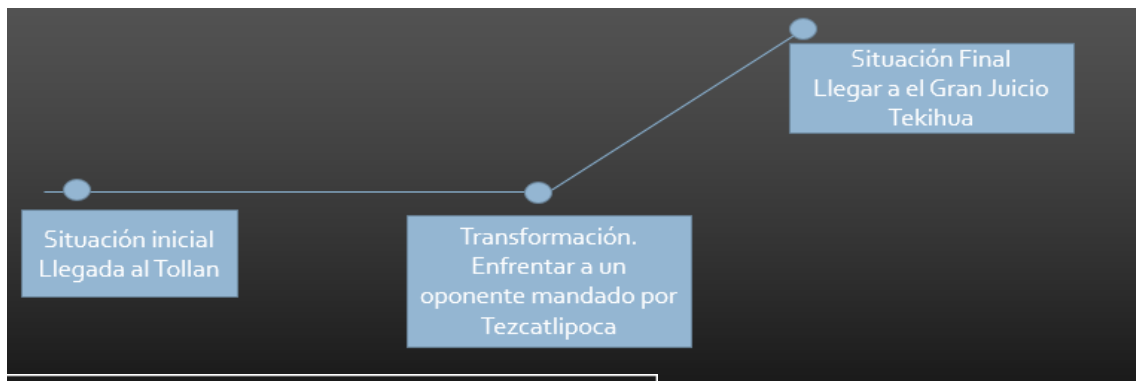 Situación inicial
Llegada al Tollan
Transformación.
Enfrentar a un
oponente mandado por
Tezcatlipoca
Situación Final
Llegar a el Gran Juicio
Tekihua